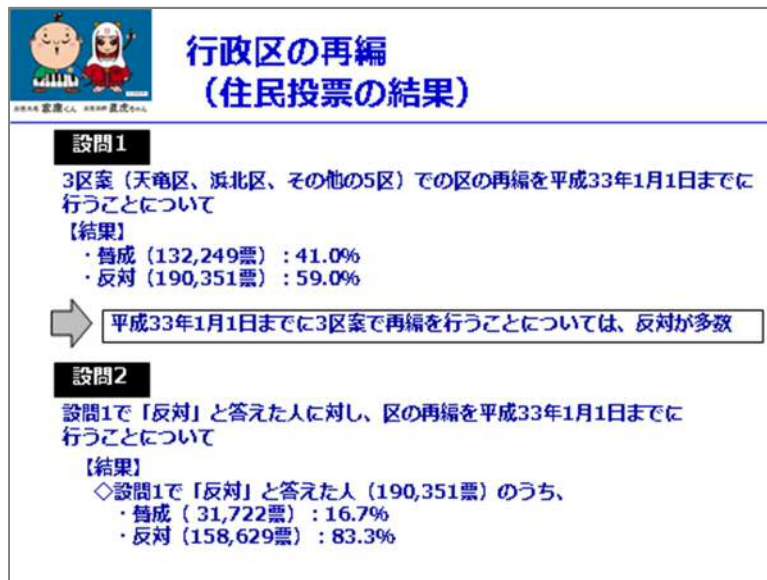 行政区の再編
(住民投票の結果)
家康くん 直虎ちゃん
設問1
3区案(天竜区、浜北区、その他の5区)での区の再編を平成33年1月1日までに
行うことについて
【結果】
・賛成(132,249票):41.0%
・反対(190,351票):59.0%
平成33年1月1日までに3区案で再編を行うことについては、反対が多数
設問2
設問1で「反対」と答えた人に対し、区の再編を平成33年1月1日までに
行うことについて
【結果】
◇設問1で「反対」と答えた人(190,351票)のうち、
・賛成( 31,722票):16.7%
・反対(158,629票):83.3%